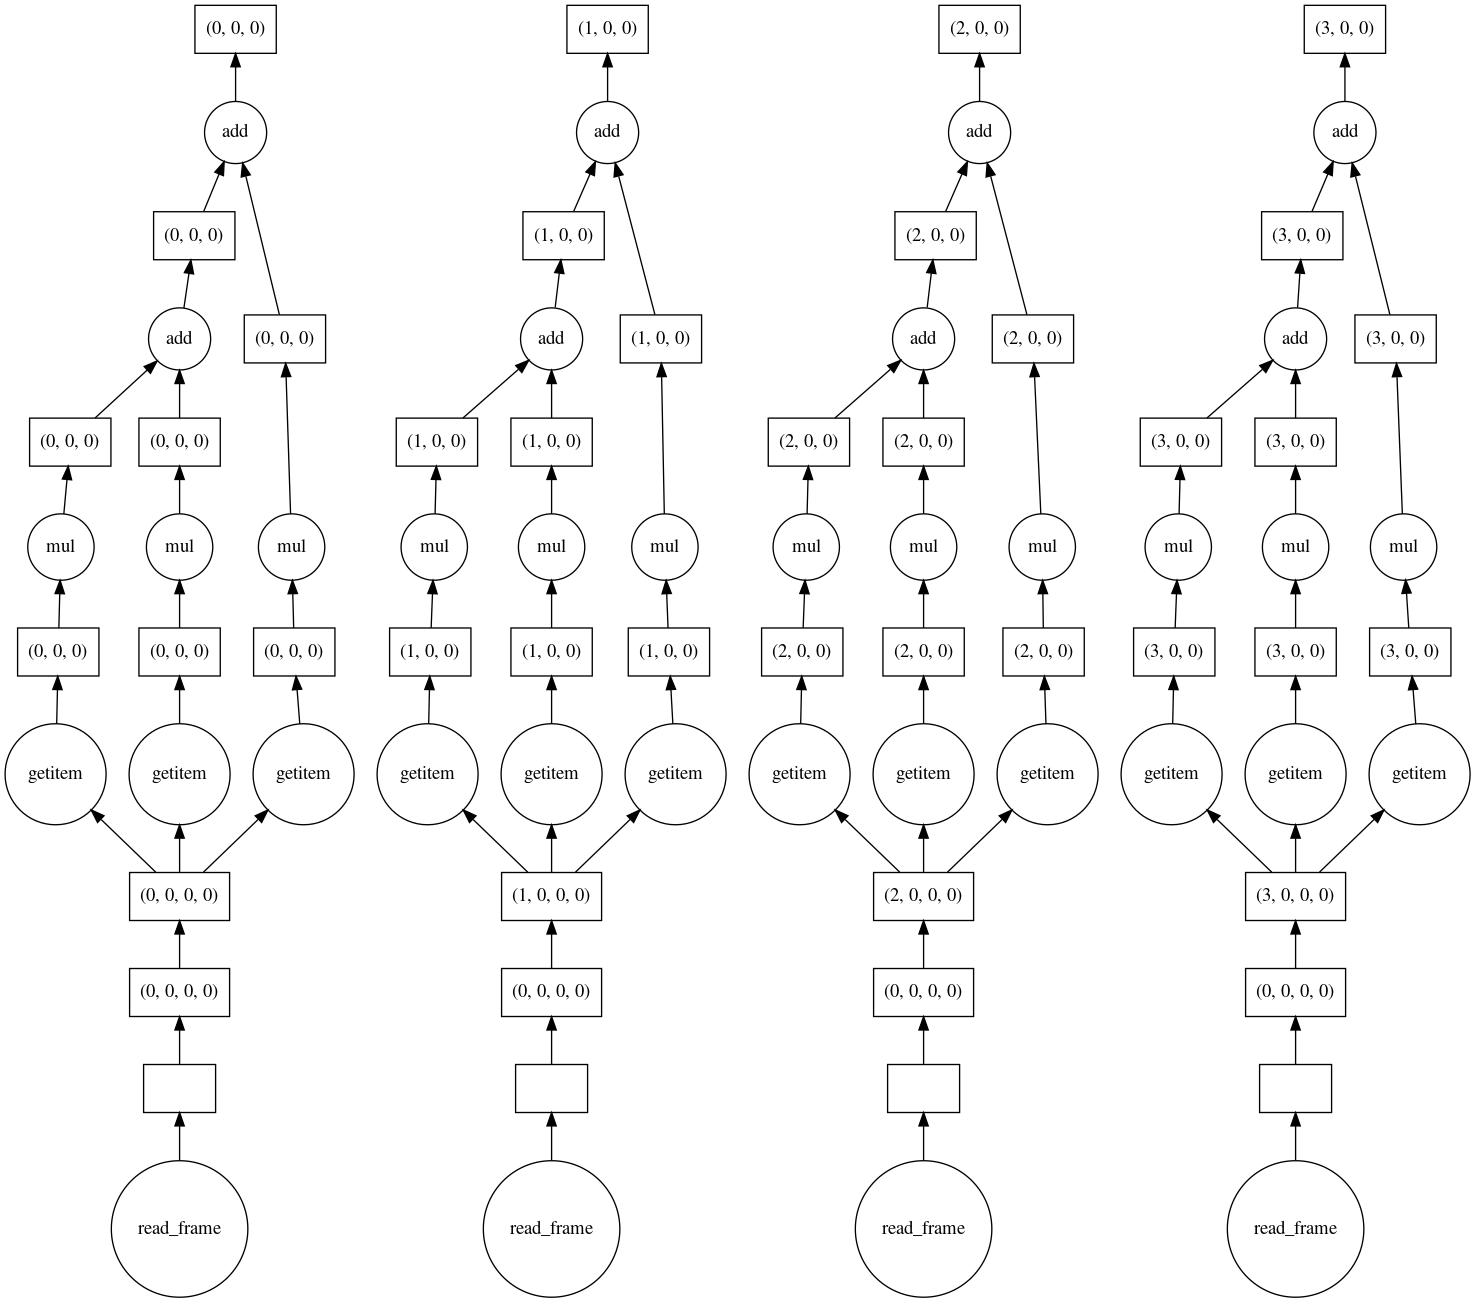 (0, 0, 0) (1, 0, 0) (2, 0, 0) (3, 0, 0)
add add add add
(0, 0, 0) (1, 0, 0) (2, 0, 0) (3, 0, 0)
add (0, 0, 0) add (1, 0, 0) add (2, 0, 0) add (3, 0, 0)
(0, 0, 0) (0, 0, 0) (1, 0, 0) (1, 0, 0) (2, 0, 0) (2, 0, 0) (3, 0, 0) (3, 0, 0)
mul mul mul mul mul mul mul mul mul mul mul mul
(0, 0, 0) (0, 0, 0) (0, 0, 0) (1, 0, 0) (1, 0, 0) (1, 0, 0) (2, 0, 0) (2, 0, 0) (2, 0, 0) (3, 0, 0) (3, 0, 0) (3, 0, 0)
getitem getitem getitem getitem getitem getitem getitem getitem getitem getitem getitem getitem
(0, 0, 0, 0) (1, 0, 0, 0) (2, 0, 0, 0) (3, 0, 0, 0)
(0, 0, 0, 0) (0, 0, 0, 0) (0, 0, 0, 0) (0, 0, 0, 0)
read_frame read_frame read_frame read_frame